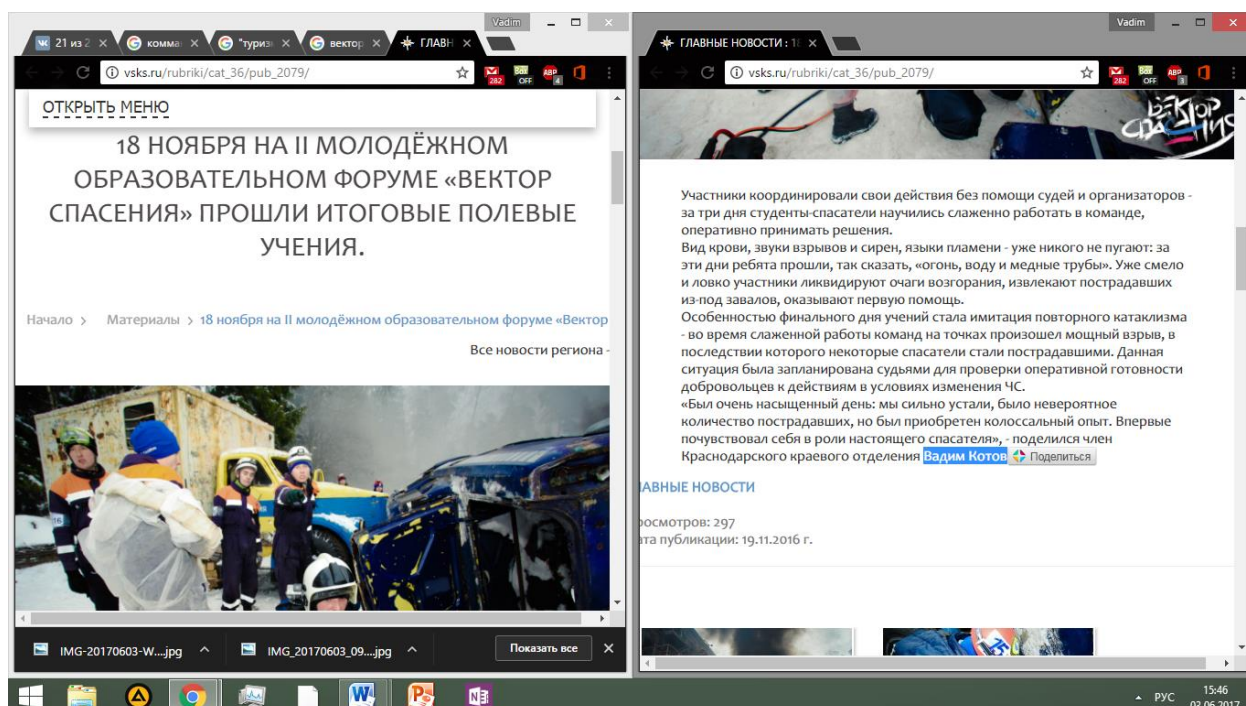 Vadim
21 из 2
комма
"туриз
вектор
ГЛАВН
vsks.ru/rubriki/cat_36/pub_2079/
282
OFF
ABP
4
ОТКРЫТЬ МЕНЮ
18 НОЯБРЯ НА II МОЛОДЁЖНОМ
ОБРАЗОВАТЕЛЬНОМ ФОРУМЕ «ВЕКТОР
СПАСЕНИЯ» ПРОШЛИ ИТОГОВЫЕ ПОЛЕВЫЕ
УЧЕНИЯ.
Начало > Материалы > 18 ноября на II молодёжном образовательном форуме «Вектор
Все новости региона -
IMG-20170603-W....jpg
IMG_20170603_09....jpg
Показать все
Vadim
ГЛАВНЫЕ НОВОСТИ : 18
vsks.ru/rubriki/cat_36/pub_2079/
282
OFF
ABP
3
ВЕКТОР
СПАСЕНИЯ
Участники координировали свои действия без помощи судей и организаторов -
за три дня студенты-спасатели научились слаженно работать в команде,
оперативно принимать решения.
Вид крови, звуки взрывов и сирен, языки пламени - уже никого не пугают: за
эти дни ребята прошли, так сказать, «огонь, воду и медные трубы». Уже смело
и ловко участники ликвидируют очаги возгорания, извлекают пострадавших
из-под завалов, оказывают первую помощь.
Особенностью финального дня учений стала имитация повторного катаклизма
- во время слаженной работы команд на точках произошел мощный взрыв, в
последствии которого некоторые спасатели стали пострадавшими. Данная
ситуация была запланирована судьями для проверки оперативной готовности
добровольцев к действиям в условиях изменения ЧС.
«Был очень насыщенный день: мы сильно устали, было невероятное
количество пострадавших, но был приобретен колоссальный опыт. Впервые
почувствовал себя в роли настоящего спасателя», - поделился член
Краснодарского краевого отделения Вадим Котов Поделиться
ЛАВНЫЕ НОВОСТИ
росмотров: 297
ата публикации: 19.11.2016 г.
РУС
15:46
03.06.2017